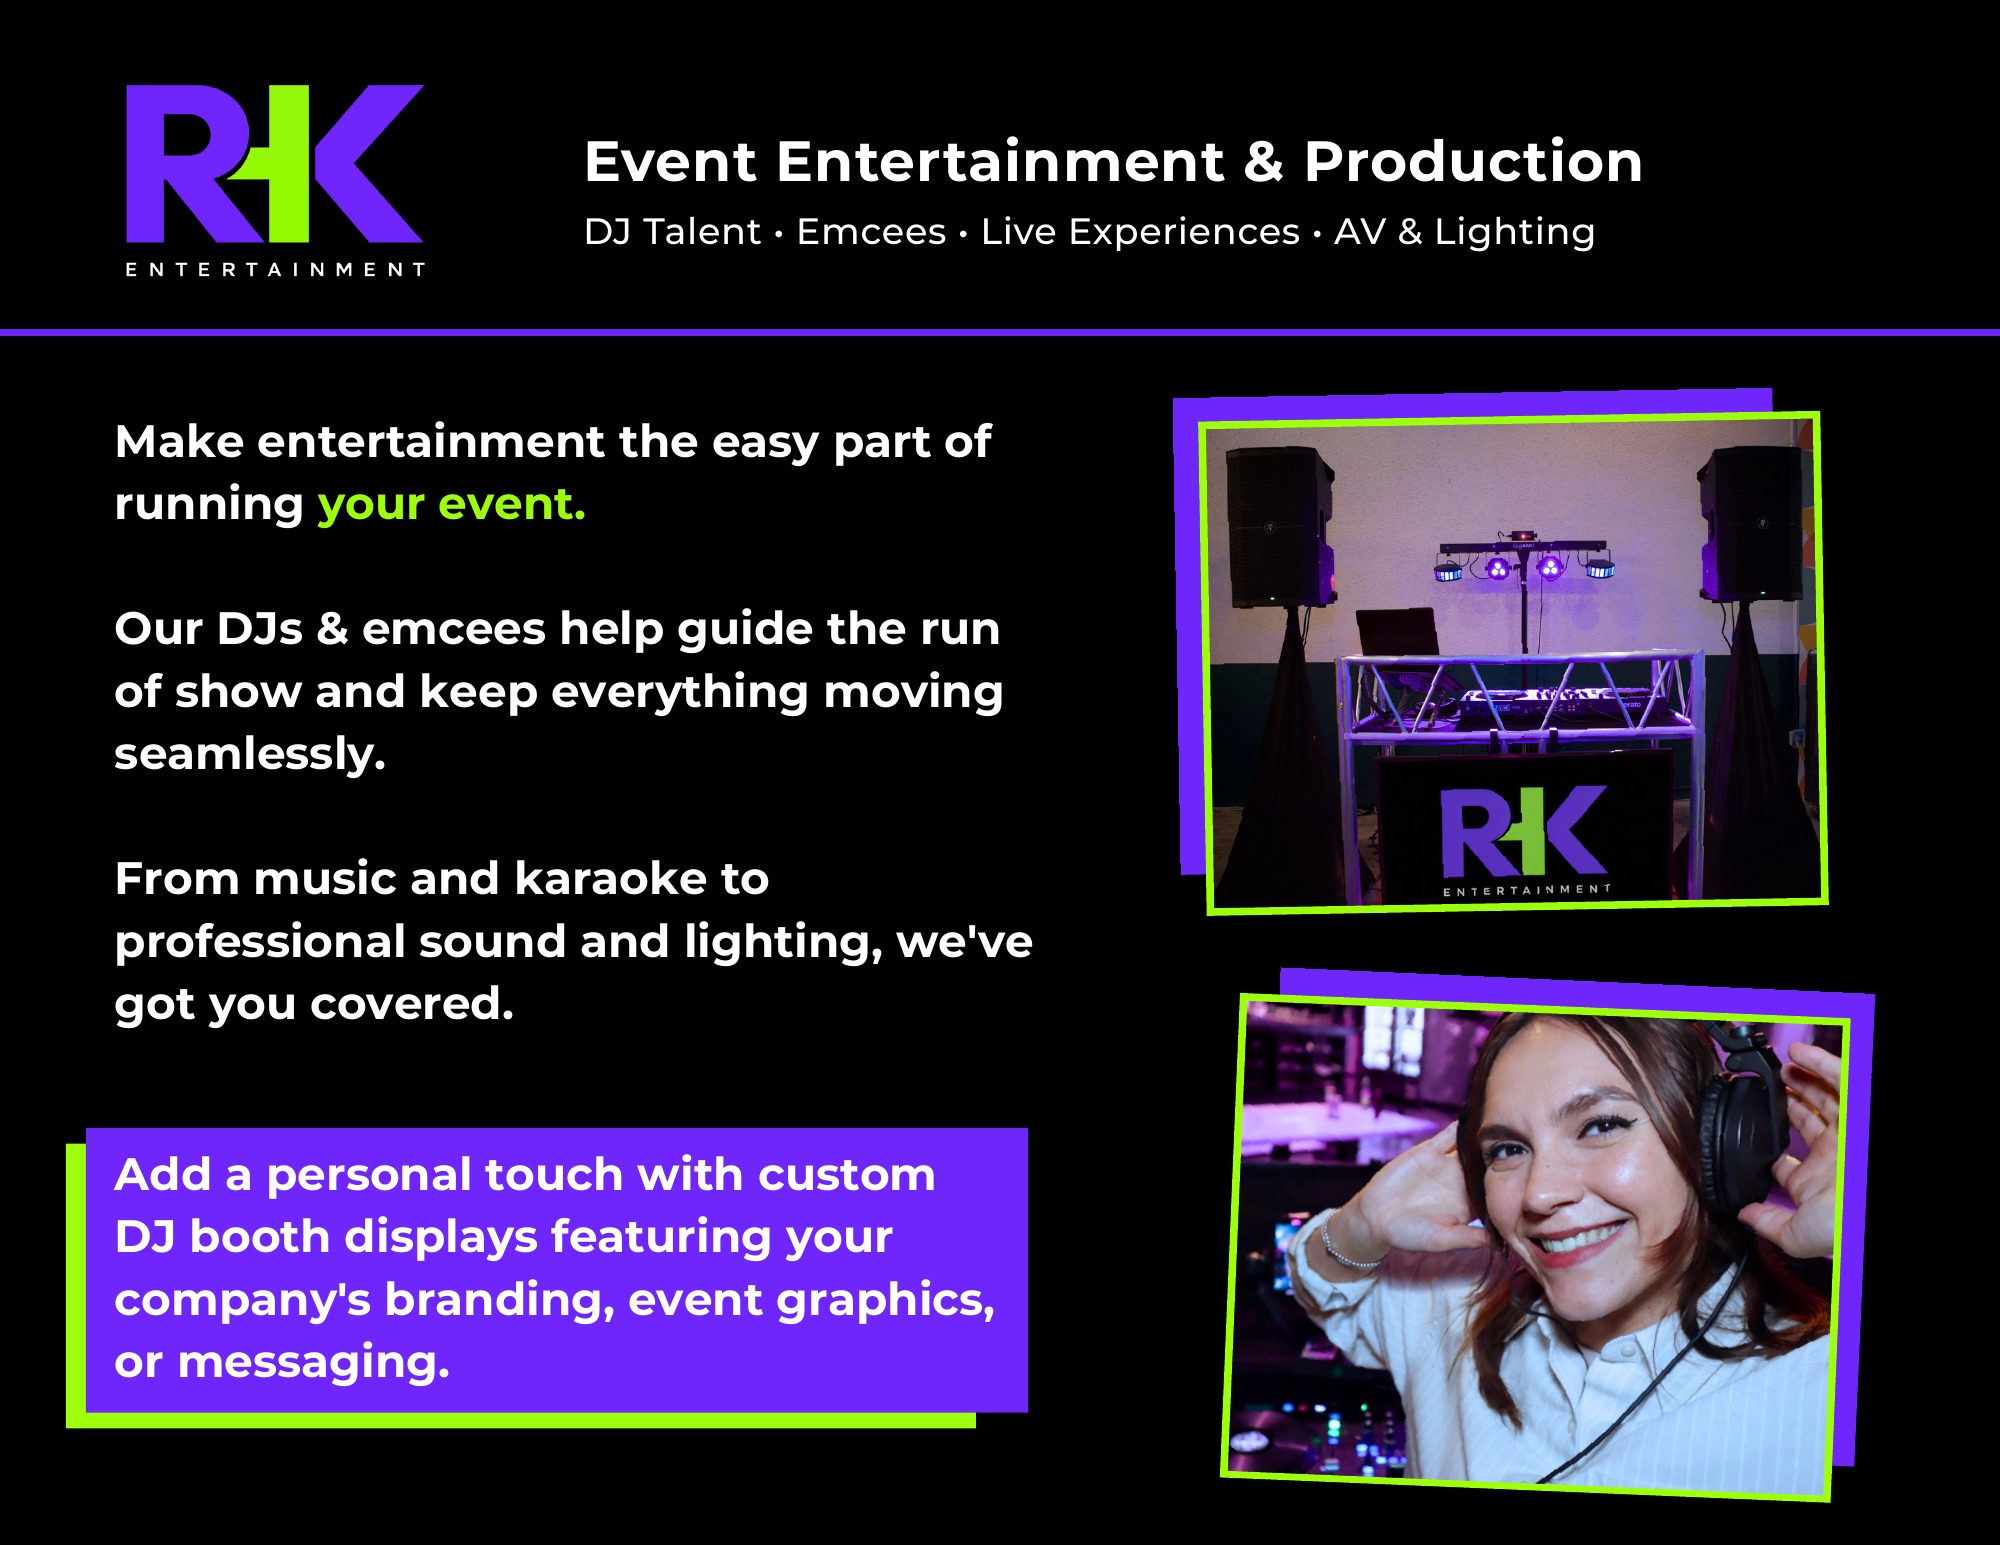 RHK
ENTERTAINMENT
Event Entertainment & Production
DJ Talent • Emcees • Live Experiences • AV & Lighting
Make entertainment the easy part of
running your event.
Our DJs & emcees help guide the run
of show and keep everything moving
seamlessly.
From music and karaoke to
professional sound and lighting, we've
got you covered.
Add a personal touch with custom
DJ booth displays featuring your
company's branding, event graphics,
or messaging.
RHK
ENTERTAINMENT